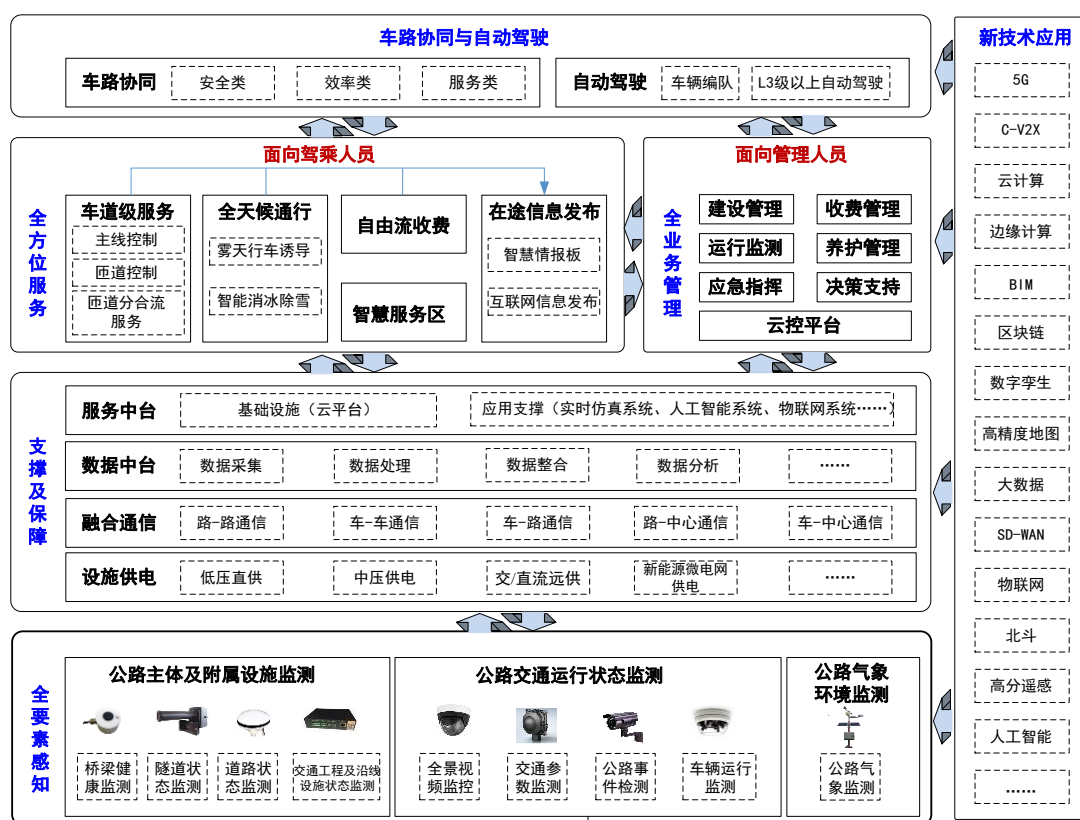 车路协同与自动驾驶
车路协同
安全类
效率类
服务类
自动驾驶
车辆编队
L3级以上自动驾驶
全方位服务
面向驾乘人员
车道级服务
主线控制
匝道控制
匝道分合流
服务
全天候通行
雾天行车诱导
智能消冰除雪
自由流收费
智慧服务区
在途信息发布
智慧情报板
互联网信息发布
全业务管理
面向管理人员
建设管理
收费管理
运行监测
养护管理
应急指挥
决策支持
云控平台
支撑及保障
服务中台
基础设施（云平台）
应用支撑（实时仿真系统、人工智能系统、物联网系统……）
数据中台
数据采集
数据处理
数据整合
数据分析
……
融合通信
路-路通信
车-车通信
车-路通信
路-中心通信
车-中心通信
设施供电
低压直供
中压供电
交/直流远供
新能源微电网
供电
……
全要素感知
公路主体及附属设施监测
桥梁健
康监测
隧道状
态监测
道路状
态监测
交通工程及沿线
设施状态监测
公路交通运行状态监测
全景视
频监控
交通参
数监测
公路事
件检测
车辆运行
监测
公路气象
环境监测
公路气
象监测
新技术应用
5G
C-V2X
云计算
边缘计算
BIM
区块链
数字孪生
高精度地图
大数据
SD-WAN
物联网
北斗
高分遥感
人工智能
……